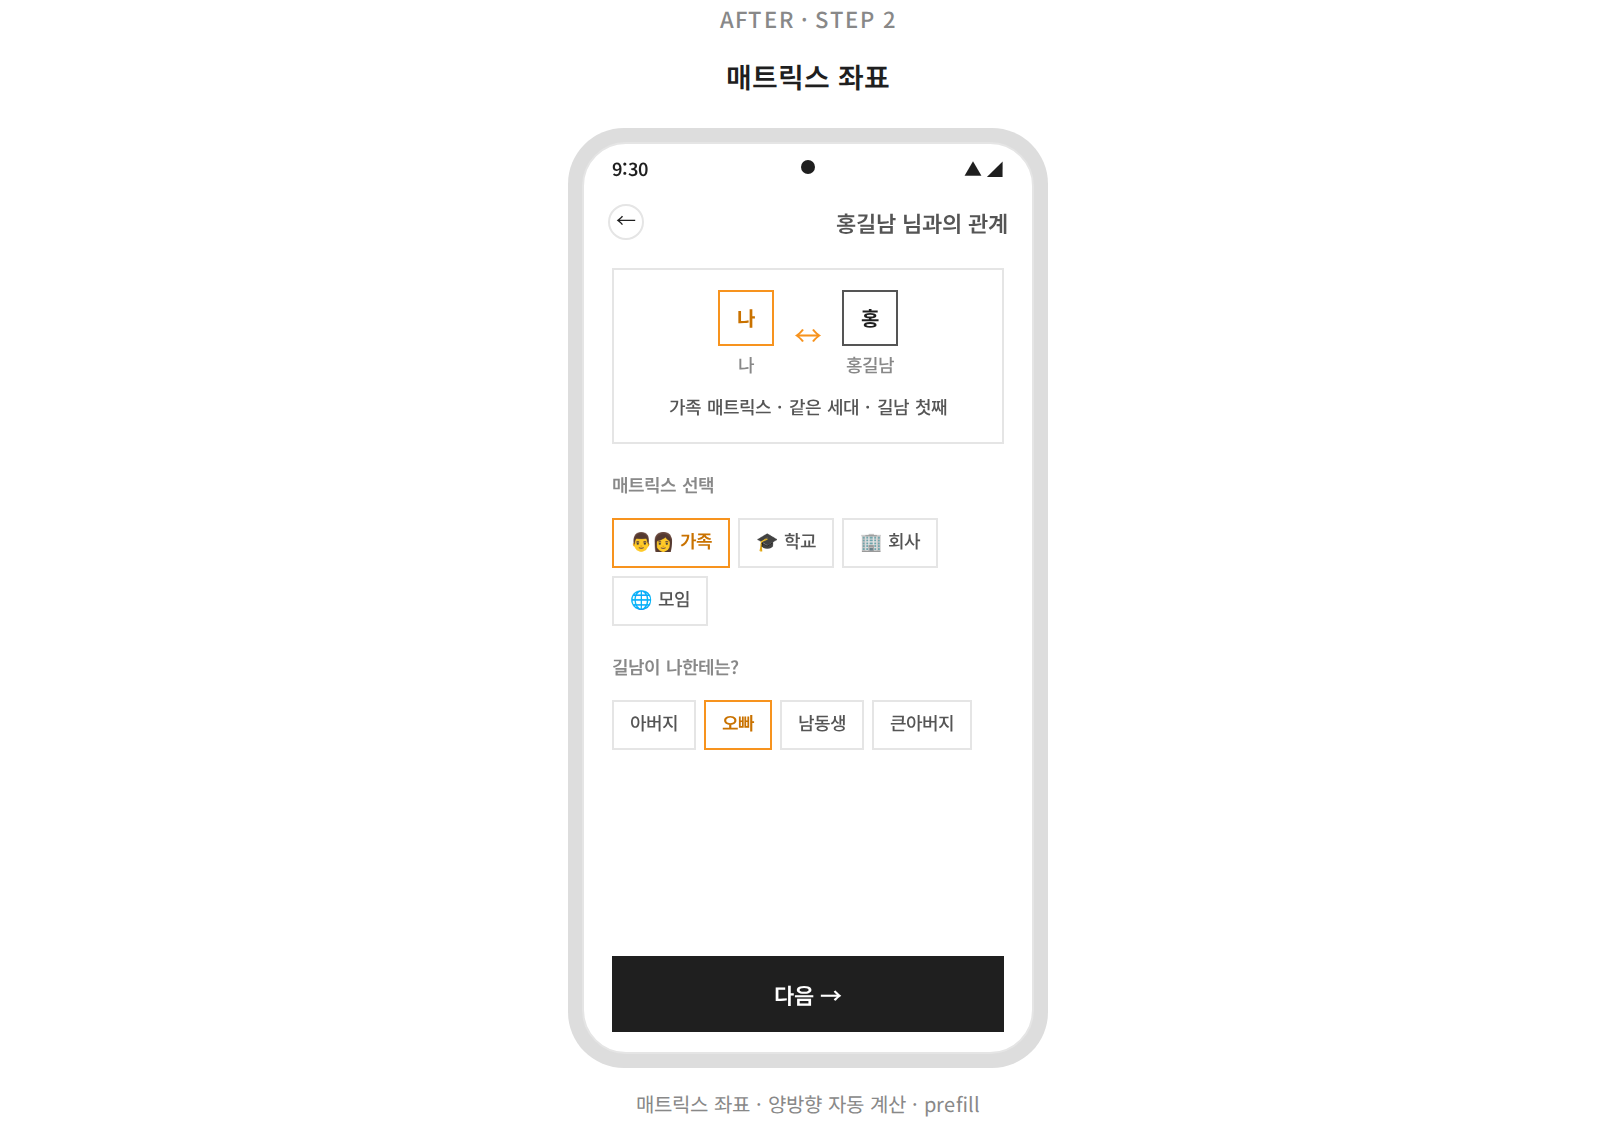 AFTER · STEP 2
매트릭스 좌표
9:30
← 홍길남 님과의 관계
나 ↔ 홍
나 홍길남
가족 매트릭스 · 같은 세대 · 길남 첫째
매트릭스 선택
👨👩 가족 🎓 학교 🏢 회사
🌐 모임
길남이 나한테는?
아버지 오빠 남동생 큰아버지
다음 →
매트릭스 좌표 · 양방향 자동 계산 · prefill